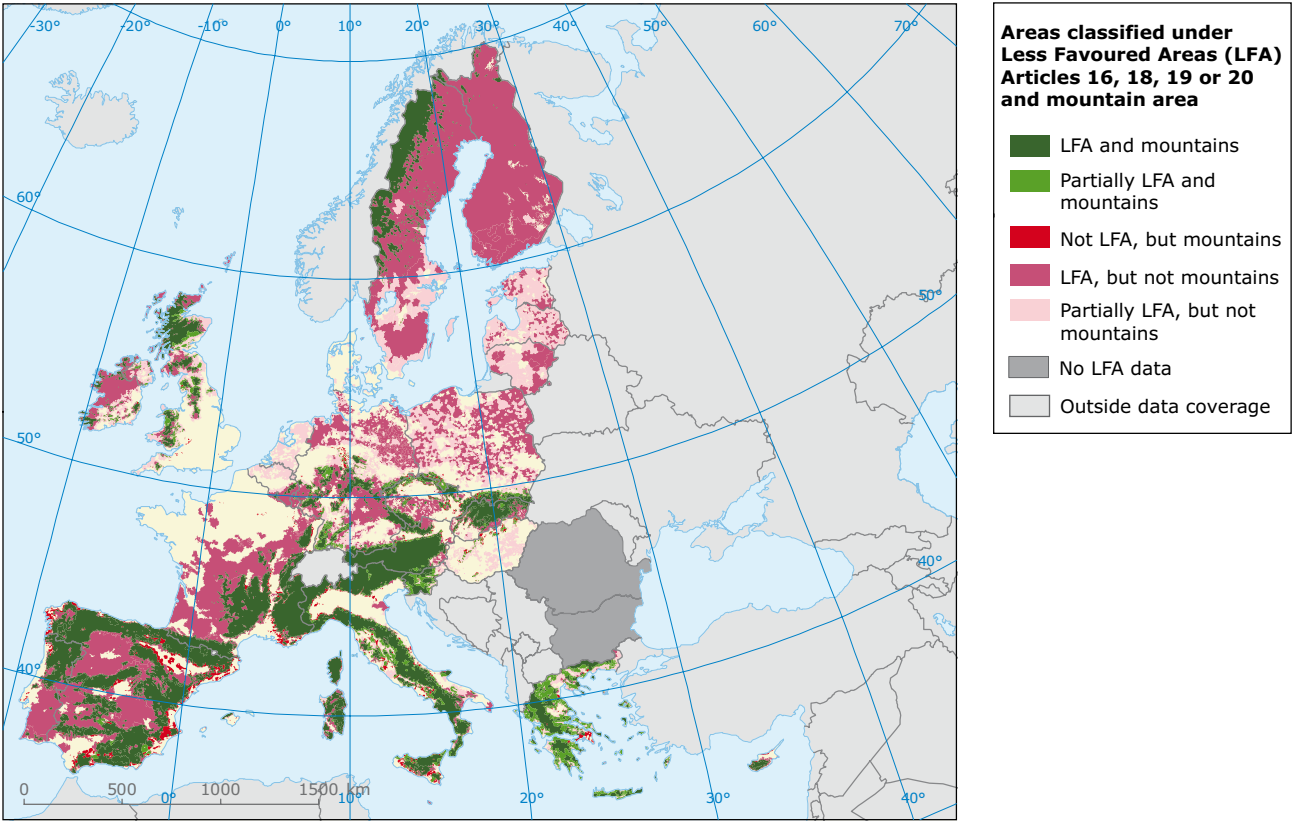 -30° -20° -10° 0° 10° 20° 30° 40° 50° 60° 70°
60°
50°
50°
40°
40°
0 500 1000 1500 km
0° 10° 20° 30° 40°
Areas classified under
Less Favoured Areas (LFA)
Articles 16, 18, 19 or 20
and mountain area
LFA and mountains
Partially LFA and
mountains
Not LFA, but mountains
LFA, but not mountains
Partially LFA, but not
mountains
No LFA data
Outside data coverage